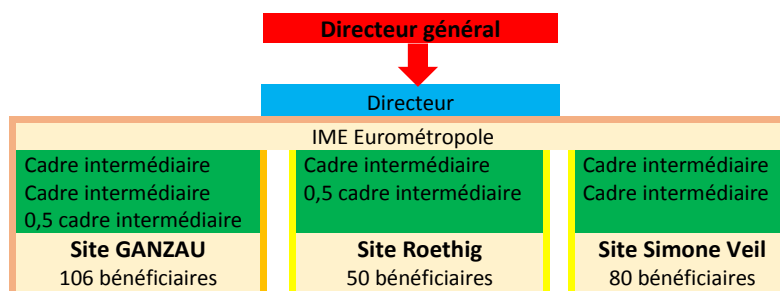 Directeur général
Directeur
IME Eurométropole
Cadre intermédiaire
Cadre intermédiaire
0,5 cadre intermédiaire
Site GANZAU
106 bénéficiaires
Cadre intermédiaire
0,5 cadre intermédiaire
Site Roethig
50 bénéficiaires
Cadre intermédiaire
Cadre intermédiaire
Site Simone Veil
80 bénéficiaires